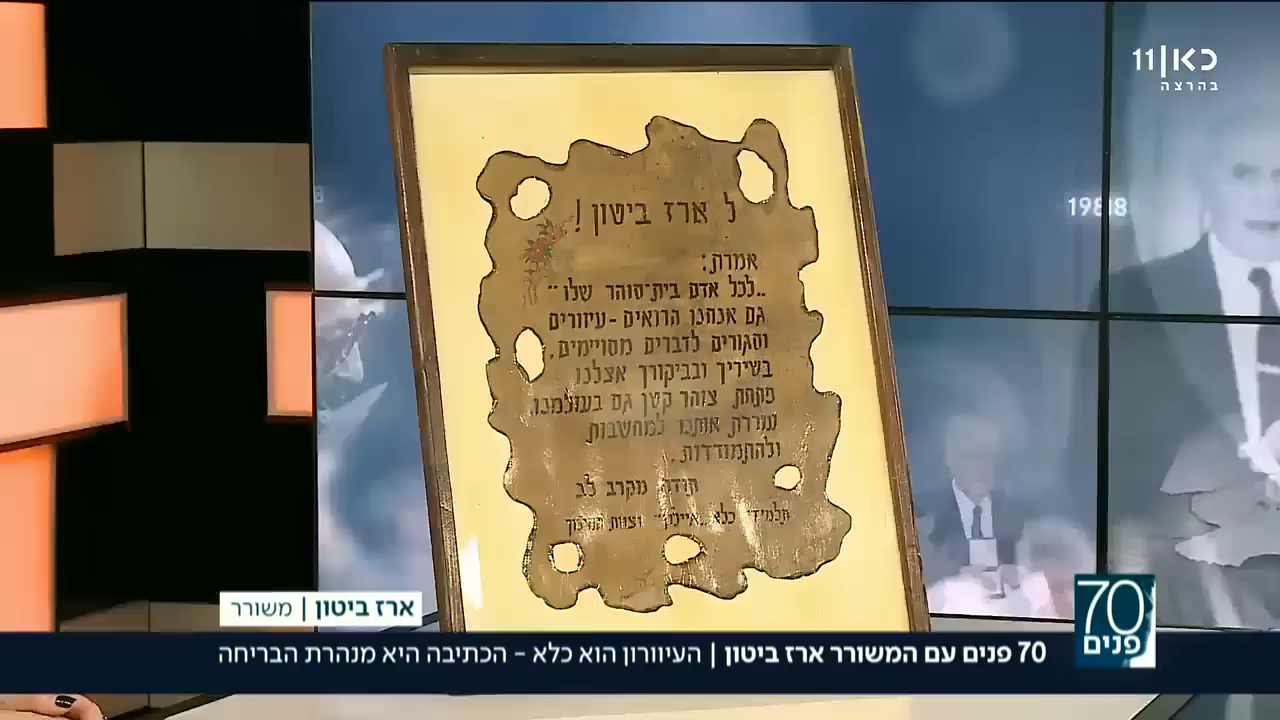 כאן|11
בהרצה
1988
ל ארז ביטון!
אמרת:
"לכל אדם בית-סוהר שלו"
גם אנחנו הרואים - עיוורים
וסגורים לדברים מסויימים.
בשיריך ובביקורך אצלנו
פתחת צוהר קטן גם בעולמנו.
עוררת אותנו למחשבות
ולהתמודדות.
תודה מקרב לב
תלמידי כלא "איילון" וצוות החינוך
ארז ביטון | משורר
70 פנים עם המשורר ארז ביטון | העיוורון הוא כלא – הכתיבה היא מנהרת הבריחה
70
פנים